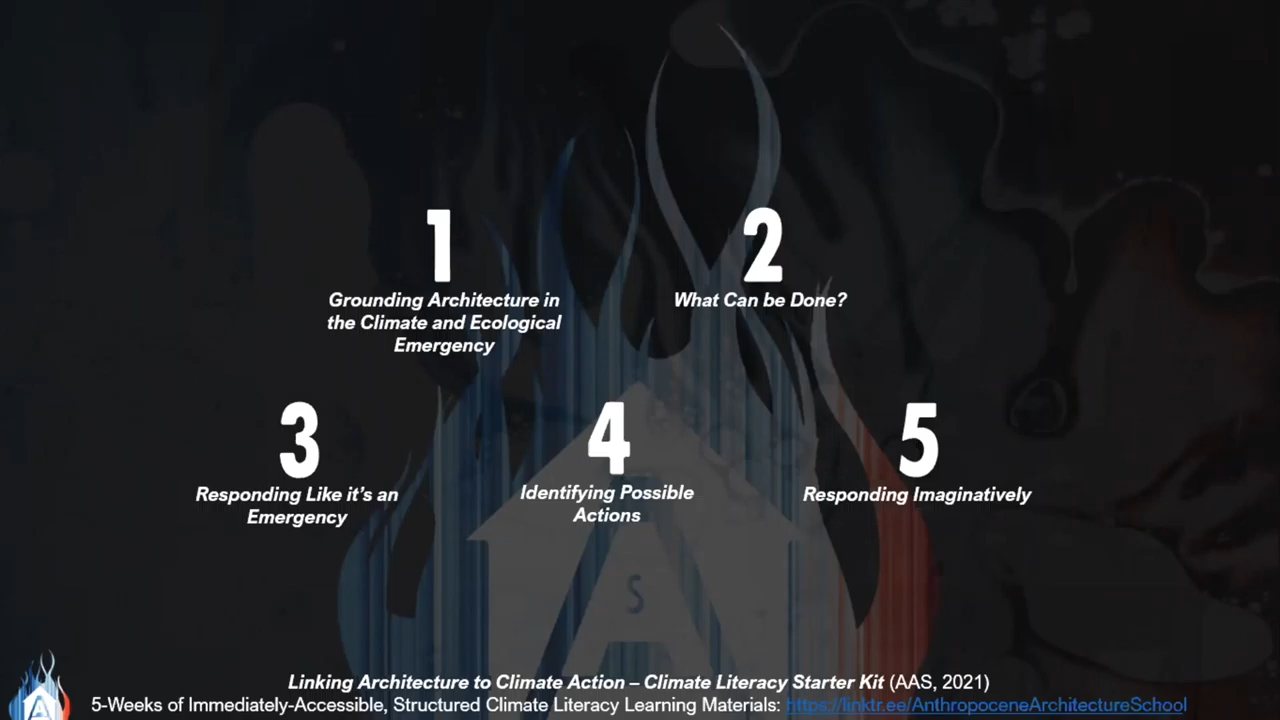 1
Grounding Architecture in
the Climate and Ecological
Emergency
2
What Can be Done?
3
Responding Like it's an
Emergency
4
Identifying Possible
Actions
5
Responding Imaginatively
A
S
Linking Architecture to Climate Action – Climate Literacy Starter Kit (AAS, 2021)
5-Weeks of Immediately-Accessible, Structured Climate Literacy Learning Materials: https://linktr.ee/AnthropoceneArchitectureSchool
A